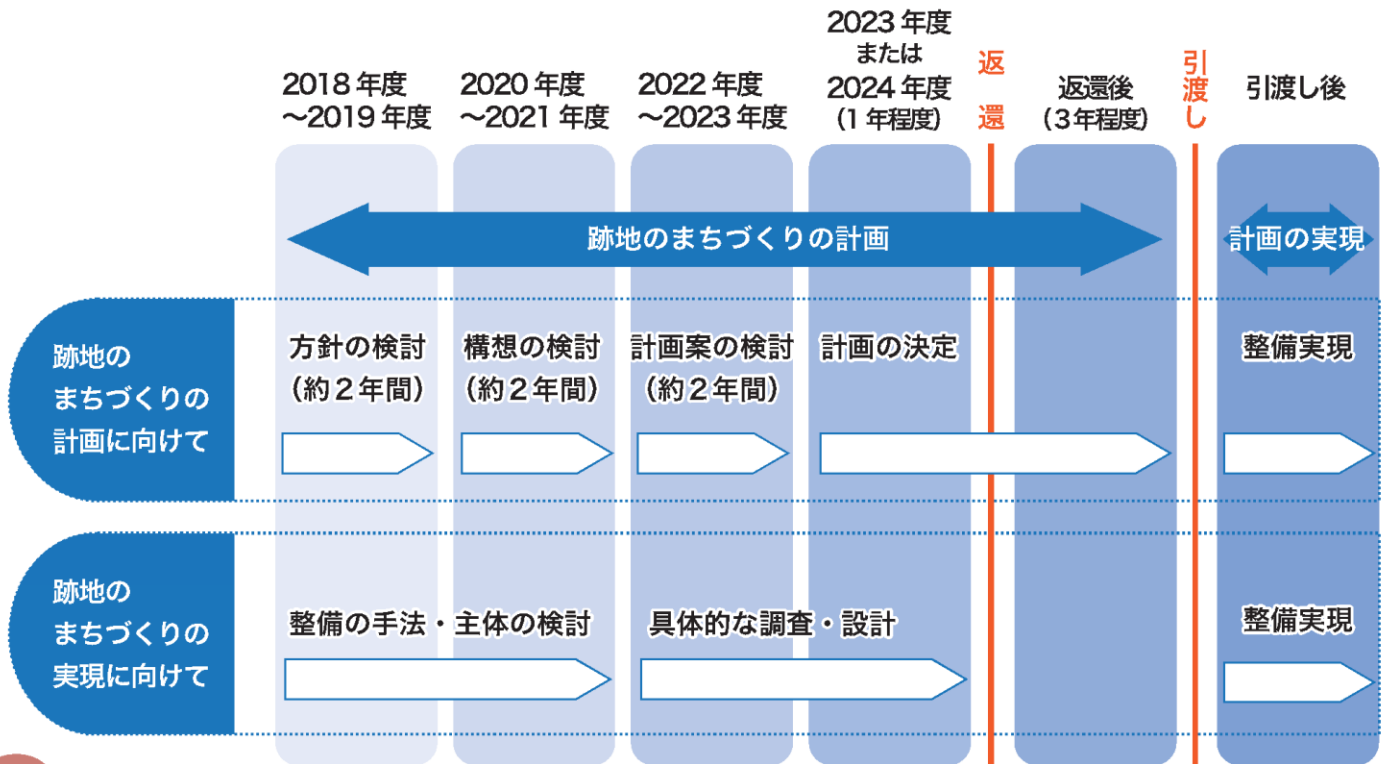 2018 年度
～2019 年度
2020 年度
～2021 年度
2022 年度
～2023 年度
2023 年度
または
2024 年度
(1 年程度)
返還
返還後
(3年程度)
引渡し
引渡し後
跡地のまちづくりの計画
計画の実現
跡地の
まちづくりの
計画に向けて
方針の検討
(約2年間)
構想の検討
(約2年間)
計画案の検討
(約2年間)
計画の決定
整備実現
跡地の
まちづくりの
実現に向けて
整備の手法・主体の検討
具体的な調査・設計
整備実現